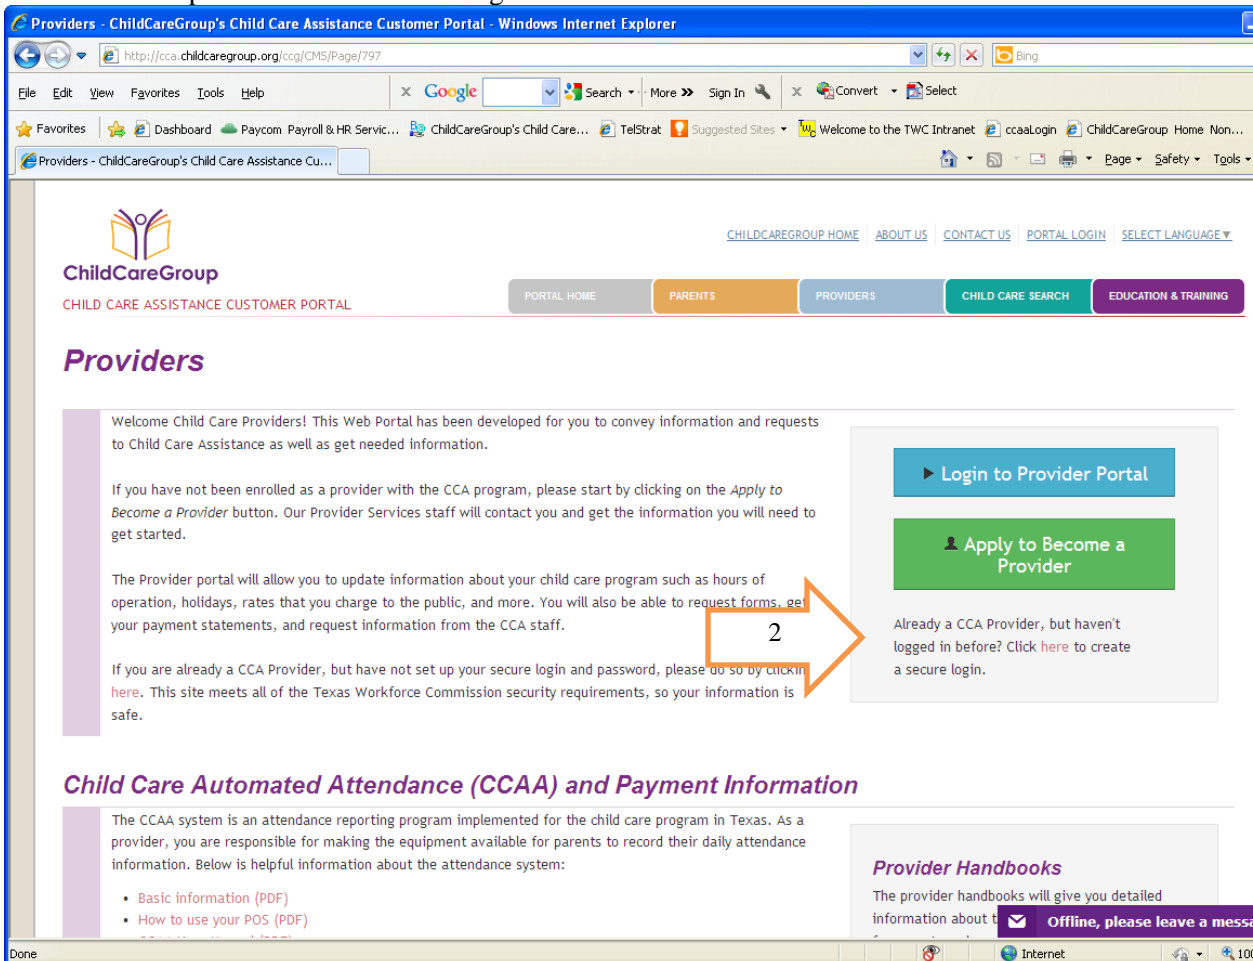 Providers - ChildCareGroup's Child Care Assistance Customer Portal - Windows Internet Explorer
http://cca.childcaregroup.org/ccg/CMS/Page/797
Bing
File Edit View Favorites Tools Help
x Google Search More >> Sign In x Convert Select
Favorites Dashboard Paycom Payroll & HR Servic... ChildCareGroup's Child Care... TelStrat Suggested Sites Welcome to the TWC Intranet ccaaLogin ChildCareGroup Home Non...
Providers - ChildCareGroup's Child Care Assistance Cu...
Page Safety Tools
CHILDCAREGROUP HOME ABOUT US CONTACT US PORTAL LOGIN SELECT LANGUAGE▼
ChildCareGroup
CHILD CARE ASSISTANCE CUSTOMER PORTAL
PORTAL HOME PARENTS PROVIDERS CHILD CARE SEARCH EDUCATION & TRAINING
Providers
Welcome Child Care Providers! This Web Portal has been developed for you to convey information and requests
to Child Care Assistance as well as get needed information.
If you have not been enrolled as a provider with the CCA program, please start by clicking on the Apply to
Become a Provider button. Our Provider Services staff will contact you and get the information you will need to
get started.
The Provider portal will allow you to update information about your child care program such as hours of
operation, holidays, rates that you charge to the public, and more. You will also be able to request forms, get
your payment statements, and request information from the CCA staff.
If you are already a CCA Provider, but have not set up your secure login and password, please do so by clickin
here. This site meets all of the Texas Workforce Commission security requirements, so your information is
safe.
Login to Provider Portal
Apply to Become a
Provider
2
Already a CCA Provider, but haven't
logged in before? Click here to create
a secure login.
Child Care Automated Attendance (CCAA) and Payment Information
The CCAA system is an attendance reporting program implemented for the child care program in Texas. As a
provider, you are responsible for making the equipment available for parents to record their daily attendance
information. Below is helpful information about the attendance system:
• Basic information (PDF)
• How to use your POS (PDF)
Provider Handbooks
The provider handbooks will give you detailed
information about t
Offline, please leave a messa
Done
Internet
100